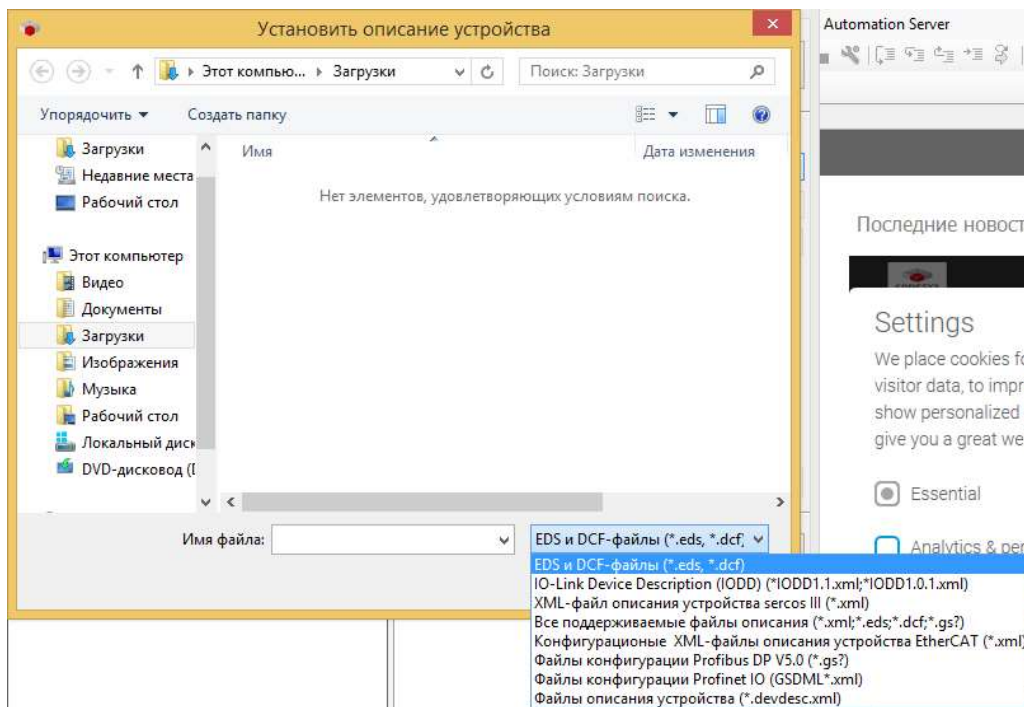 Установить описание устройства
Automation Server
Этот компью...
Загрузки
Поиск: Загрузки
Упорядочить
Создать папку
Загрузки
Недавние места
Рабочий стол
Имя
Дата изменения
Нет элементов, удовлетворяющих условиям поиска.
Этот компьютер
Видео
Документы
Загрузки
Изображения
Музыка
Рабочий стол
Локальный диск
DVD-дисковод (
Последние новост
Settings
We place cookies fo
visitor data, to impr
show personalized
give you a great we
Essential
Analytics & per
Имя файла:
EDS и DCF-файлы (*.eds, *.dcf)
EDS и DCF-файлы (*.eds, *.dcf)
IO-Link Device Description (IODD) (*IODD1.1.xml;*IODD1.0.1.xml)
XML-файл описания устройства sercos III (*.xml)
Все поддерживаемые файлы описания (*.xml;*.eds;*.dcf;*.gs?)
Конфигурационые XML-файлы описания устройства EtherCAT (*.xml)
Файлы конфигурации Profibus DP V5.0 (*.gs?)
Файлы конфигурации Profinet IO (GSDML*.xml)
Файлы описания устройства (*.devdesc.xml)